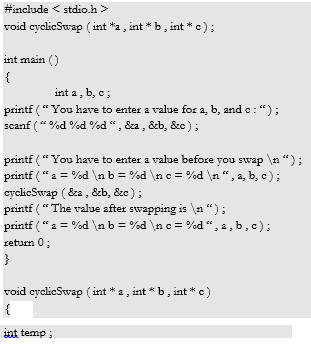 #include < stdio.h >
void cyclicSwap ( int *a , int * b , int * c ) ;
int main ()
{
int a , b, c ;
printf ( “ You have to enter a value for a, b, and c : “ ) ;
scanf ( “ %d %d %d “ , &a , &b, &c ) ;
printf ( “ You have to enter a value before you swap \n “ ) ;
printf ( “ a = %d \n b = %d \n c = %d \n “ , a, b, c ) ;
cyclicSwap ( &a , &b, &c ) ;
printf ( “ The value after swapping is \n “ ) ;
printf ( “ a = %d \n b = %d \n c = %d “ , a , b , c ) ;
return 0 ;
}
void cyclicSwap ( int * a , int * b , int * c )
{
int temp ;